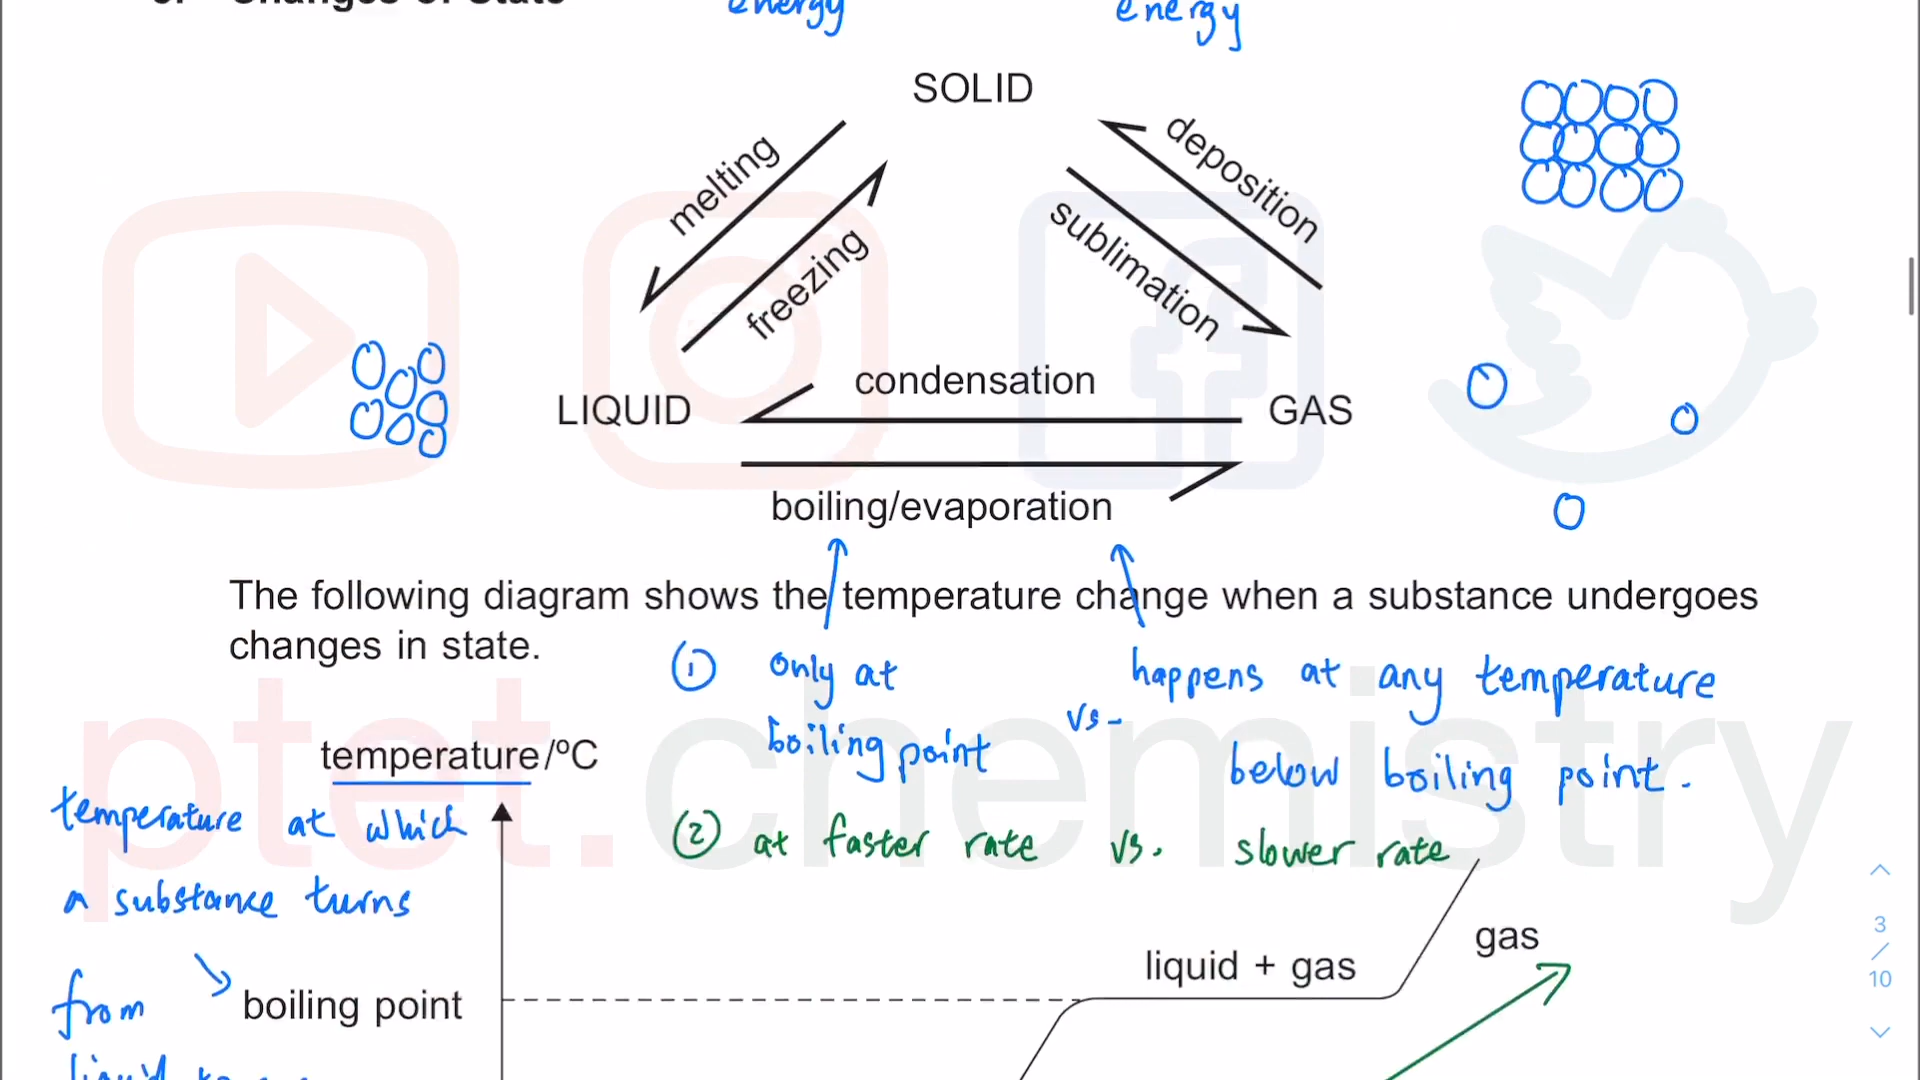 energy energy
SOLID
melting
deposition
freezing
sublimation
condensation
LIQUID
GAS
boiling/evaporation
The following diagram shows the temperature change when a substance undergoes
changes in state.
① only at
boiling point
vs-
happens at any temperature
below boiling point.
② at faster rate vs. slower rate
temperature/ºC
temperature at which
a substance turns
from
boiling point
liquid + gas
gas
ptet.chemistry
3
/
10